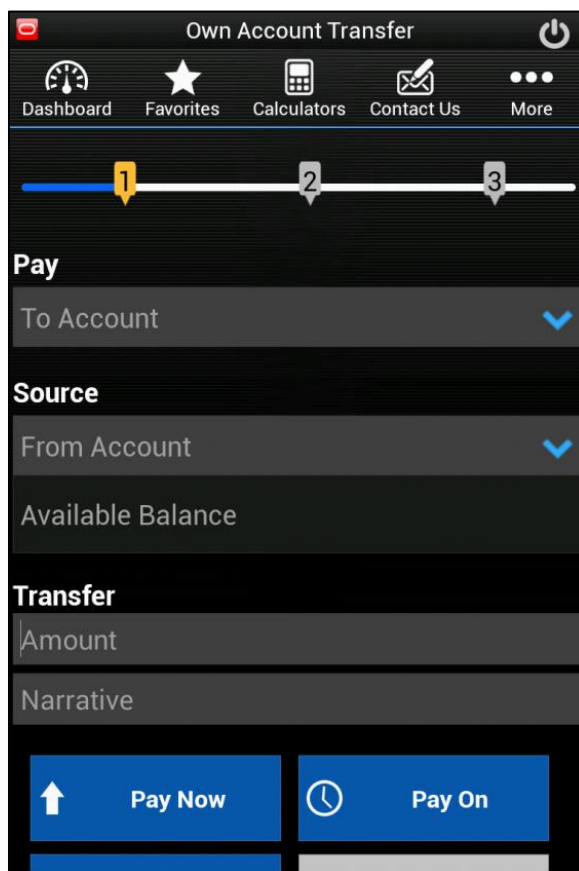 Own Account Transfer
Dashboard Favorites Calculators Contact Us More
1 2 3
Pay
To Account
Source
From Account
Available Balance
Transfer
Amount
Narrative
Pay Now Pay On